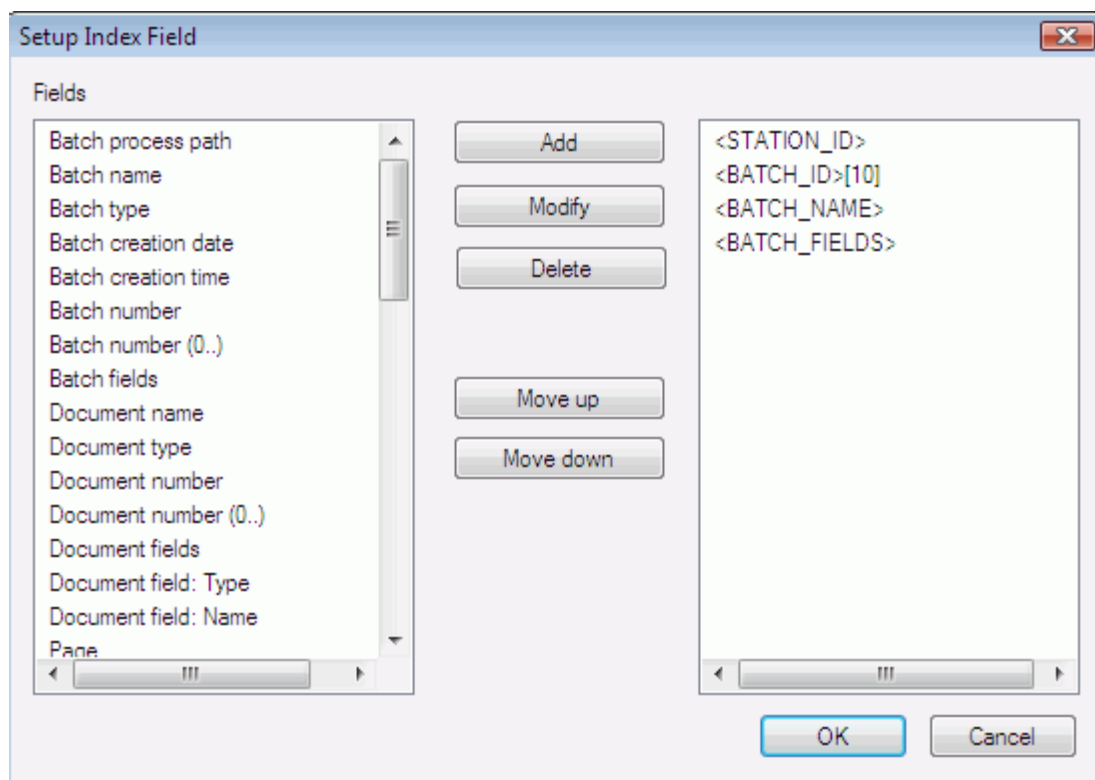 Setup Index Field
Fields
Batch process path
Batch name
Batch type
Batch creation date
Batch creation time
Batch number
Batch number (0..)
Batch fields
Document name
Document type
Document number
Document number (0..)
Document fields
Document field: Type
Document field: Name
Page
Add
Modify
Delete
Move up
Move down
<STATION_ID>
<BATCH_ID>[10]
<BATCH_NAME>
<BATCH_FIELDS>
OK
Cancel